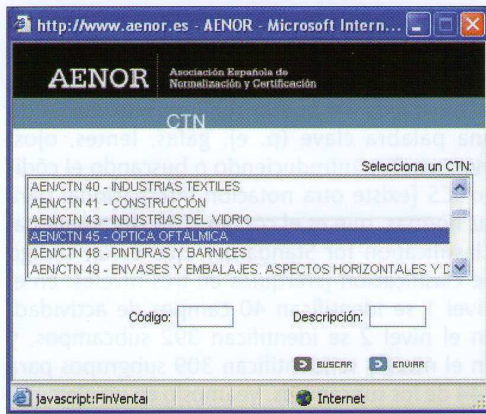 http://www.aenor.es - AENOR - Microsoft Intern...
AENOR
Asociación Española de
Normalización y Certificación
CTN
Selecciona un CTN:
AEN/CTN 40 - INDUSTRIAS TEXTILES
AEN/CTN 41 - CONSTRUCCIÓN
AEN/CTN 43 - INDUSTRIAS DEL VIDRIO
AEN/CTN 45 - ÓPTICA OFTÁLMICA
AEN/CTN 48 - PINTURAS Y BARNICES
AEN/CTN 49 - ENVASES Y EMBALAJES. ASPECTOS HORIZONTALES Y D
Código:
Descripción:
BUSCAR
ENVIAR
javascript:FinVentai
Internet